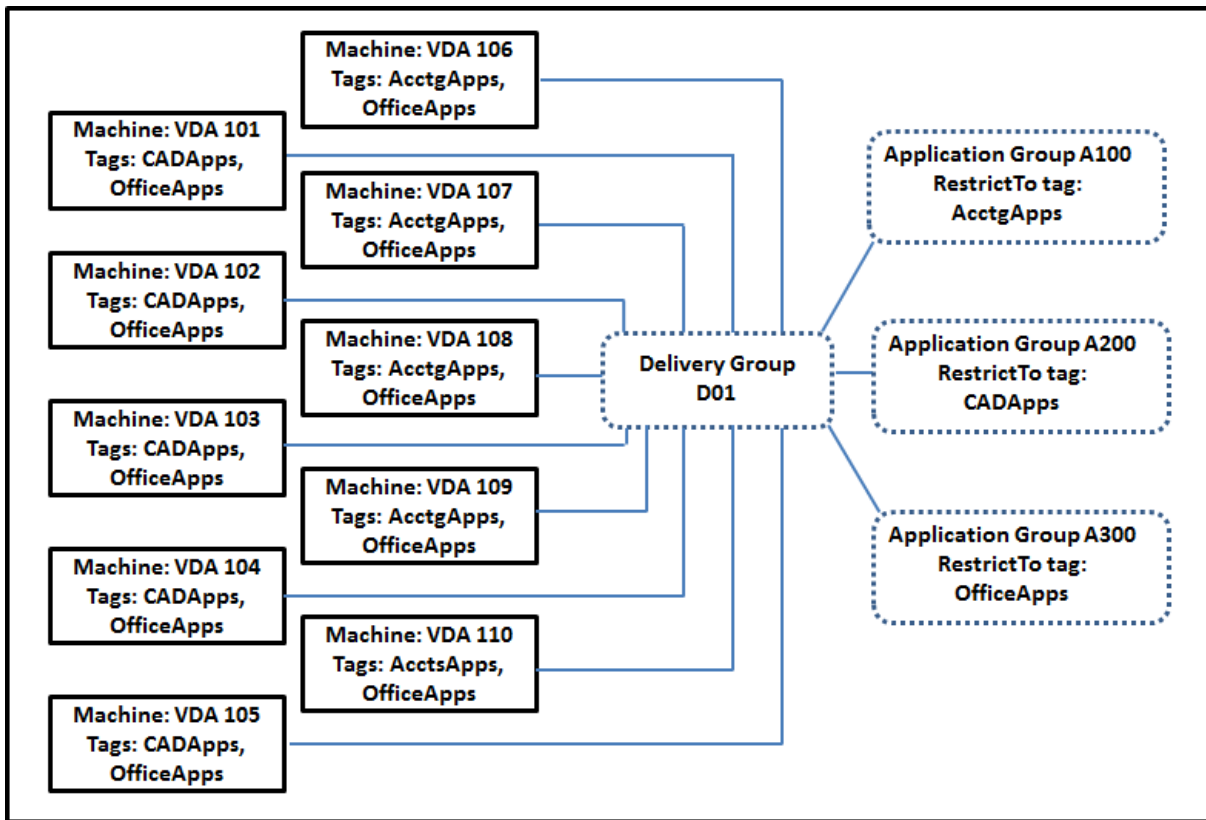 Machine: VDA 106
Tags: AcctgApps,
OfficeApps
Machine: VDA 101
Tags: CADApps,
OfficeApps
Machine: VDA 107
Tags: AcctgApps,
OfficeApps
Machine: VDA 102
Tags: CADApps,
OfficeApps
Machine: VDA 108
Tags: AcctgApps,
OfficeApps
Machine: VDA 103
Tags: CADApps,
OfficeApps
Machine: VDA 109
Tags: AcctgApps,
OfficeApps
Machine: VDA 104
Tags: CADApps,
OfficeApps
Machine: VDA 110
Tags: AcctsApps,
OfficeApps
Machine: VDA 105
Tags: CADApps,
OfficeApps
Delivery Group
D01
Application Group A100
RestrictTo tag:
AcctgApps
Application Group A200
RestrictTo tag:
CADApps
Application Group A300
RestrictTo tag:
OfficeApps